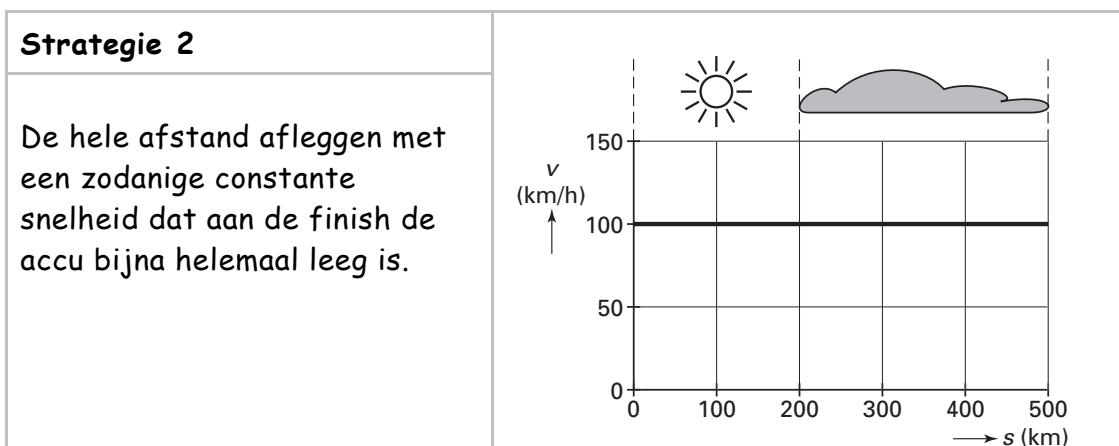 Strategie 2
De hele afstand afleggen met
een zodanige constante
snelheid dat aan de finish de
accu bijna helemaal leeg is.
150
v
(km/h)
100
50
0
0 100 200 300 400 500
s (km)